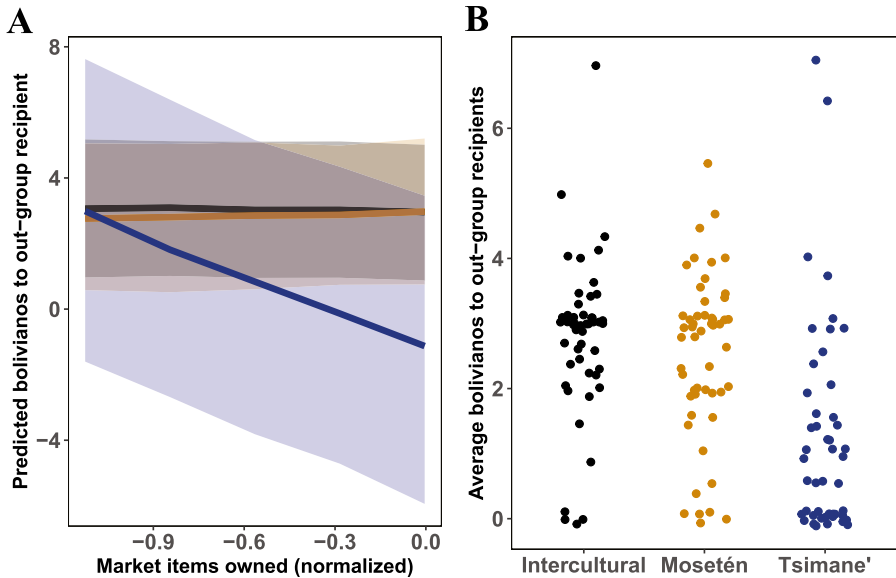 A
Predicted bolivianos to out−group recipient
8
4
0
−4
−0.9 −0.6 −0.3 0.0
Market items owned (normalized)
B
Average bolivianos to out−group recipients
6
4
2
0
Intercultural Mosetén Tsimane'